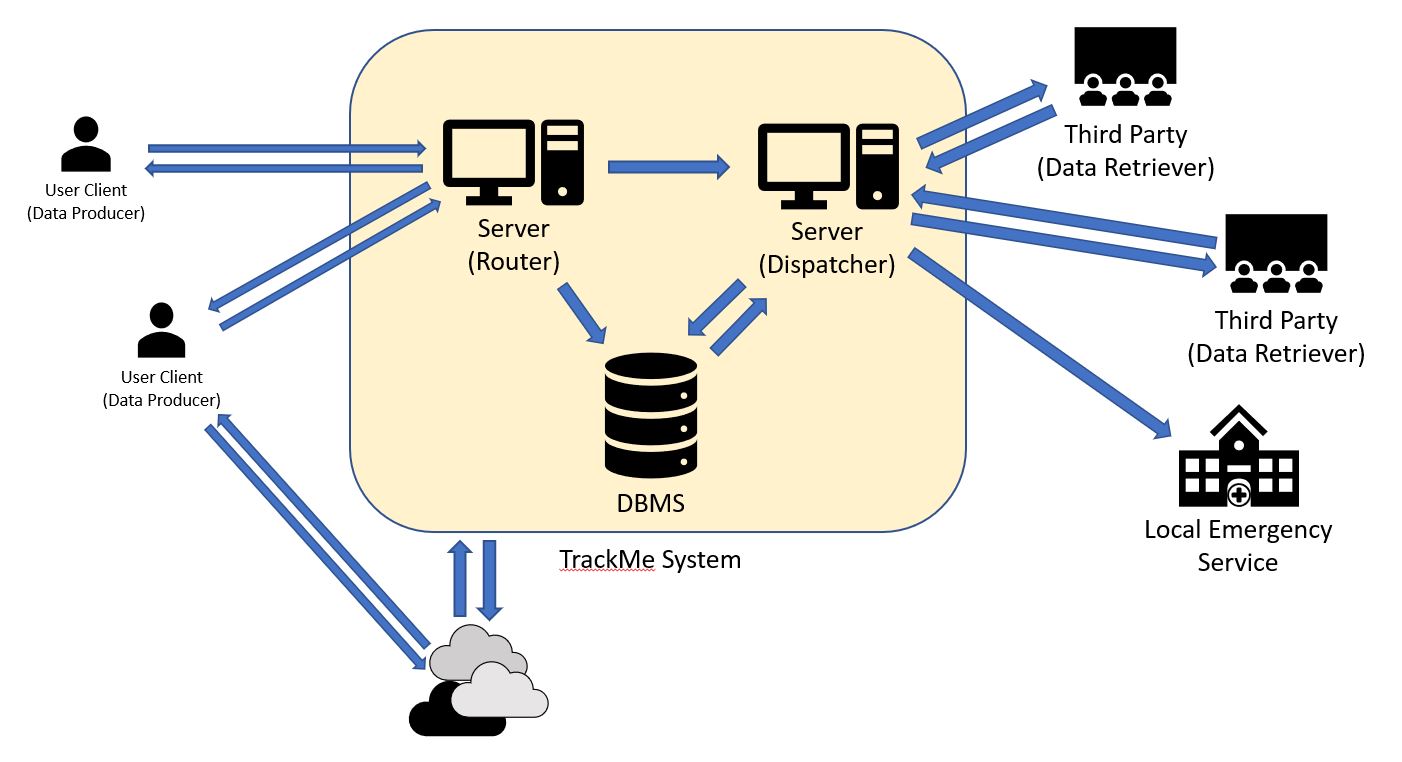 User Client
(Data Producer)
User Client
(Data Producer)
Server
(Router)
Server
(Dispatcher)
DBMS
TrackMe System
Third Party
(Data Retriever)
Third Party
(Data Retriever)
Local Emergency
Service